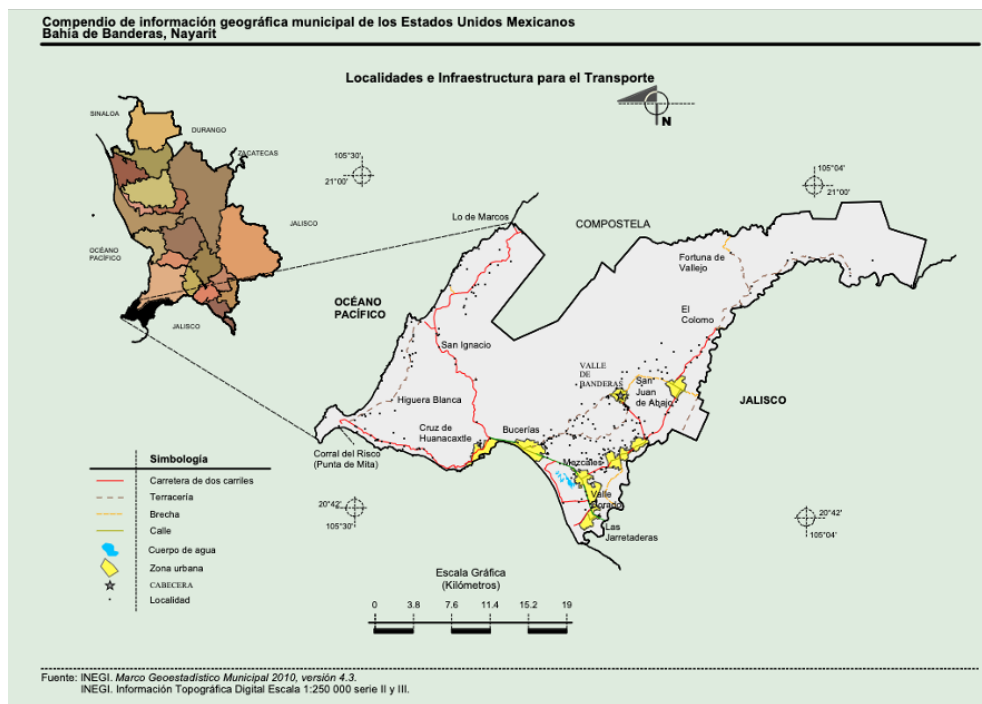 Compendio de información geográfica municipal de los Estados Unidos Mexicanos
Bahía de Banderas, Nayarit
Localidades e Infraestructura para el Transporte
N
SINALOA
DURANGO
ZACATECAS
JALISCO
OCÉANO
PACÍFICO
JALISCO
105°30'
21°00'
105°04'
21°00'
Lo de Marcos
COMPOSTELA
Fortuna de
Vallejo
OCÉANO
PACÍFICO
El
Colomo
San Ignacio
VALLE
DE
BANDERAS
San
Juan
de Abajo
JALISCO
Higuera Blanca
Cruz de
Huanacaxtle
Bucerías
Corral del Risco
(Punta de Mita)
Mezcales
Valle
Dorado
Las
Jarretaderas
20°42'
105°30'
20°42'
105°04'
Simbología
Carretera de dos carriles
Terracería
Brecha
Calle
Cuerpo de agua
Zona urbana
CABECERA
Localidad
Escala Gráfica
(Kilómetros)
0 3.8 7.6 11.4 15.2 19
Fuente: INEGI. Marco Geoestadístico Municipal 2010, versión 4.3.
INEGI. Información Topográfica Digital Escala 1:250 000 serie II y III.